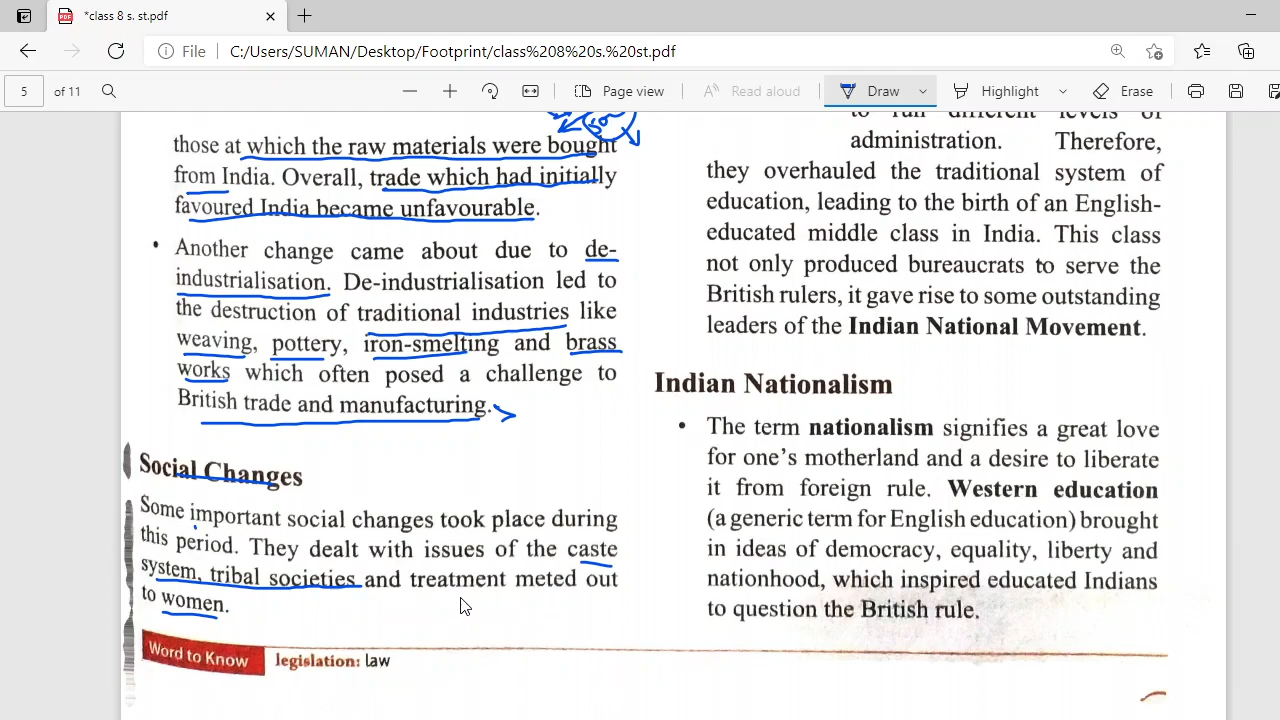 *class 8 s. st.pdf
File
C:/Users/SUMAN/Desktop/Footprint/class%208%20s.%20st.pdf
5 of 11
Page view
Read aloud
Draw
Highlight
Erase
those at which the raw materials were bought
from India. Overall, trade which had initially
favoured India became unfavourable.
• Another change came about due to de-
industrialisation. De-industrialisation led to
the destruction of traditional industries like
weaving, pottery, iron-smelting and brass
works which often posed a challenge to
British trade and manufacturing.
Social Changes
Some important social changes took place during
this period. They dealt with issues of the caste
system, tribal societies and treatment meted out
to women.
Word to Know
legislation: law
to run different levels of
administration. Therefore,
they overhauled the traditional system of
education, leading to the birth of an English-
educated middle class in India. This class
not only produced bureaucrats to serve the
British rulers, it gave rise to some outstanding
leaders of the Indian National Movement.
Indian Nationalism
• The term nationalism signifies a great love
for one's motherland and a desire to liberate
it from foreign rule. Western education
(a generic term for English education) brought
in ideas of democracy, equality, liberty and
nationhood, which inspired educated Indians
to question the British rule.